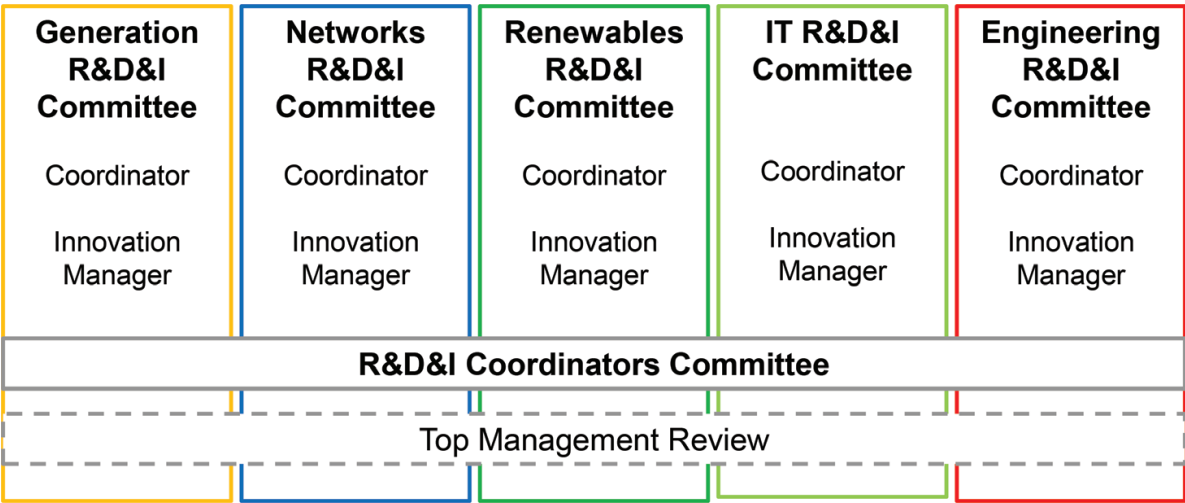 Generation
R&D&I
Committee
Coordinator
Innovation
Manager
Networks
R&D&I
Committee
Coordinator
Innovation
Manager
Renewables
R&D&I
Committee
Coordinator
Innovation
Manager
IT R&D&I
Committee
Coordinator
Innovation
Manager
Engineering
R&D&I
Committee
Coordinator
Innovation
Manager
R&D&I Coordinators Committee
Top Management Review